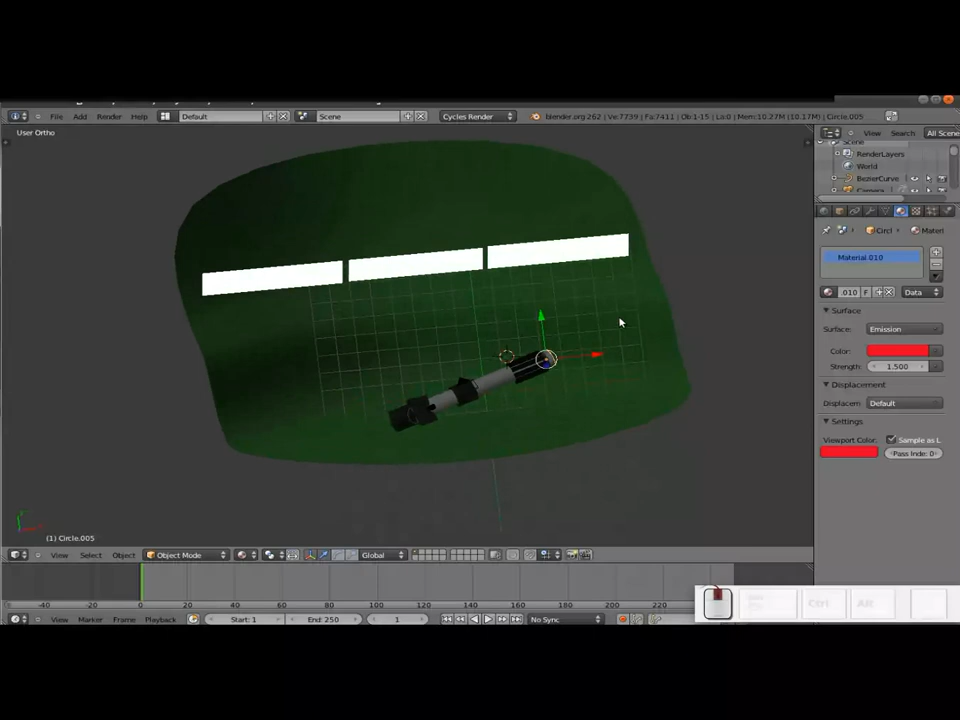 File Add Render Help Default Scene Cycles Render blender.org 262 | Ve:7739 | Fa:7411 | Ob:1-15 | La:0 | Mem:10.27M (10.17M) | Circle.005
User Ortho
View Search All Scene
Scene
RenderLayers
World
BezierCurve
Camera
Circl Materi
Material.010
.010 F Data
Surface
Surface: Emission
Color:
Strength: 1.500
Displacement
Displacem Default
Settings
Viewport Color: Sample as L
Pass Inde: 0
(1) Circle.005
View Select Object Object Mode Global
-40 -20 0 20 40 60 80 100 120 140 160 180 200 220
View Marker Frame Playback Start: 1 End: 250 1 No Sync
Ctrl Alt